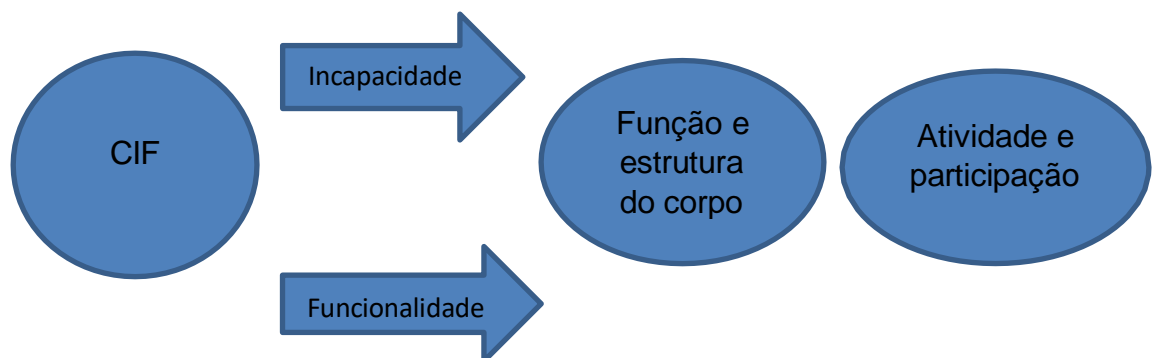 CIF
Incapacidade
Funcionalidade
Função e
estrutura
do corpo
Atividade e
participação